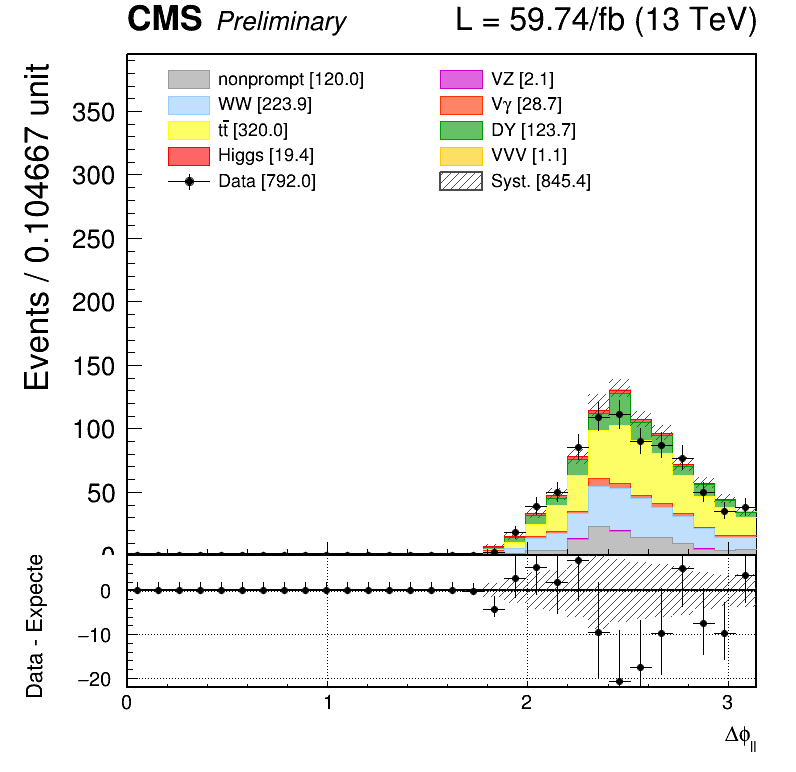 CMS Preliminary L = 59.74/fb (13 TeV)
Events / 0.104667 unit
nonprompt [120.0]
WW [223.9]
tt̄ [320.0]
Higgs [19.4]
Data [792.0]
VZ [2.1]
Vγ [28.7]
DY [123.7]
VVV [1.1]
Syst. [845.4]
350
300
250
200
150
100
50
0
Data - Expecte
0
−10
−20
0 1 2 3
Δϕ_ll